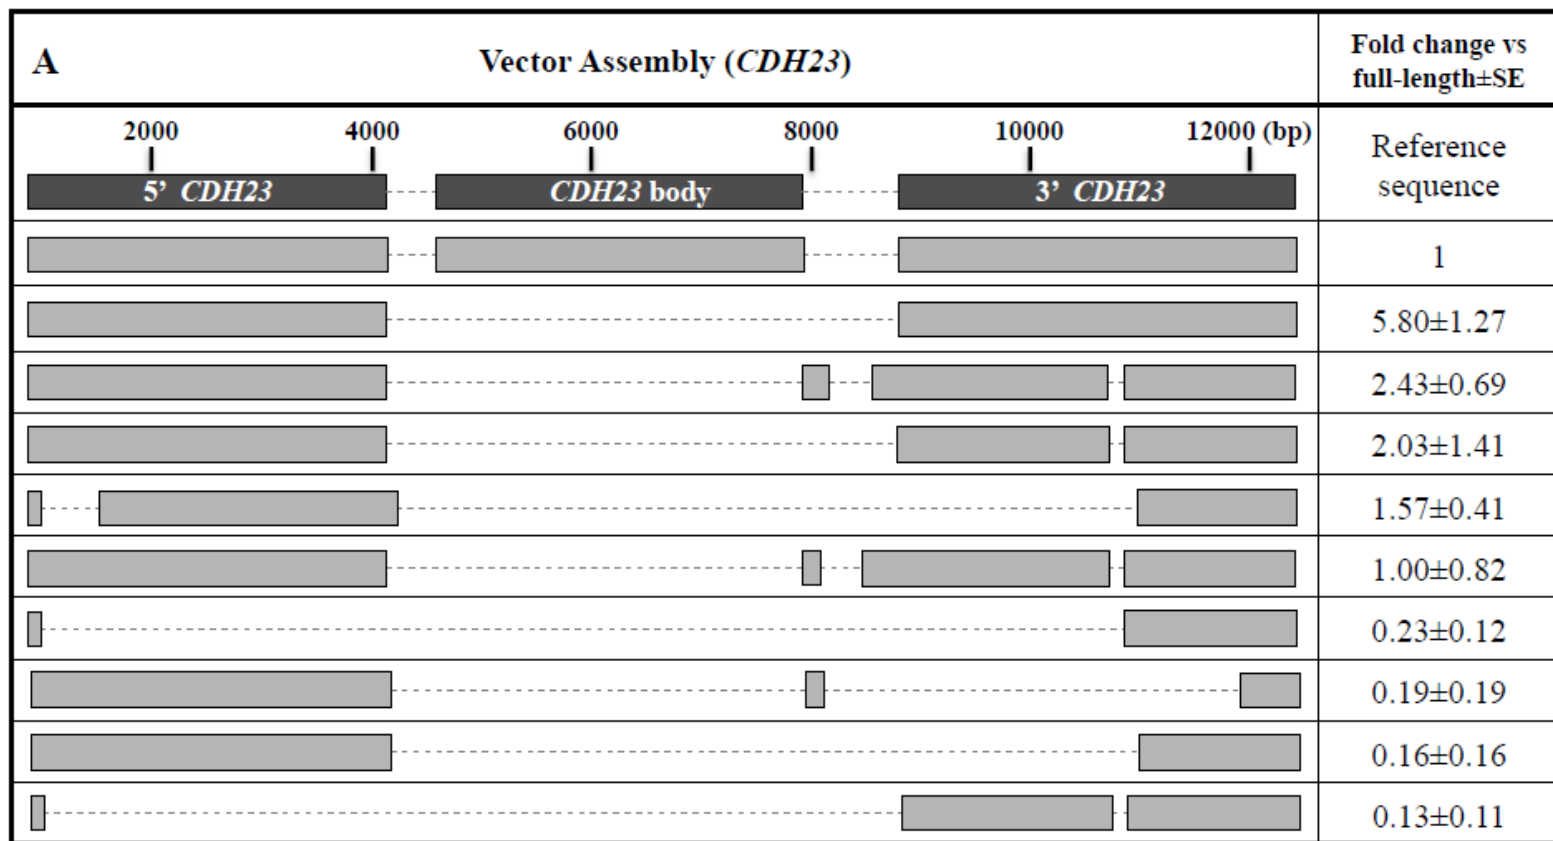 A
Vector Assembly (CDH23)
Fold change vs
full-length±SE
2000 4000 6000 8000 10000 12000 (bp)
Reference
sequence
5’ CDH23 CDH23 body 3’ CDH23
1
5.80±1.27
2.43±0.69
2.03±1.41
1.57±0.41
1.00±0.82
0.23±0.12
0.19±0.19
0.16±0.16
0.13±0.11